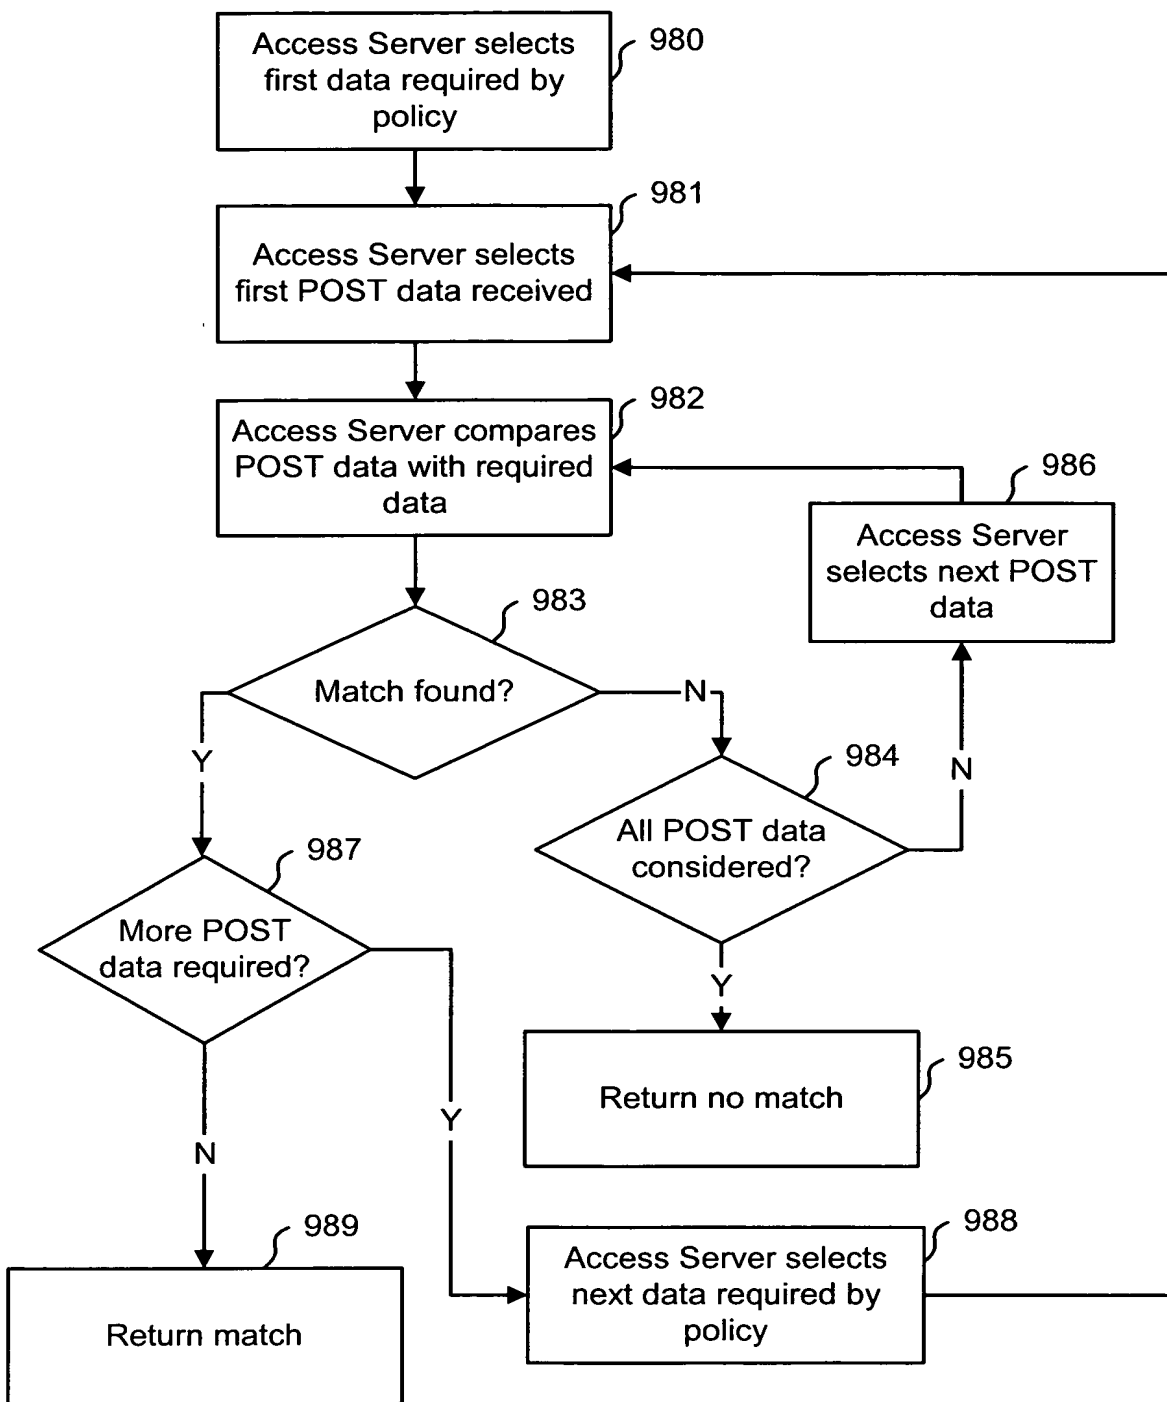 Access Server selects
first data required by
policy
980
981
Access Server selects
first POST data received
982
Access Server compares
POST data with required
data
986
Access Server
selects next POST
data
983
Match found?
N
Y
984
All POST data
considered?
N
987
More POST
data required?
Y
985
Return no match
Y
N
988
Access Server selects
next data required by
policy
989
Return match